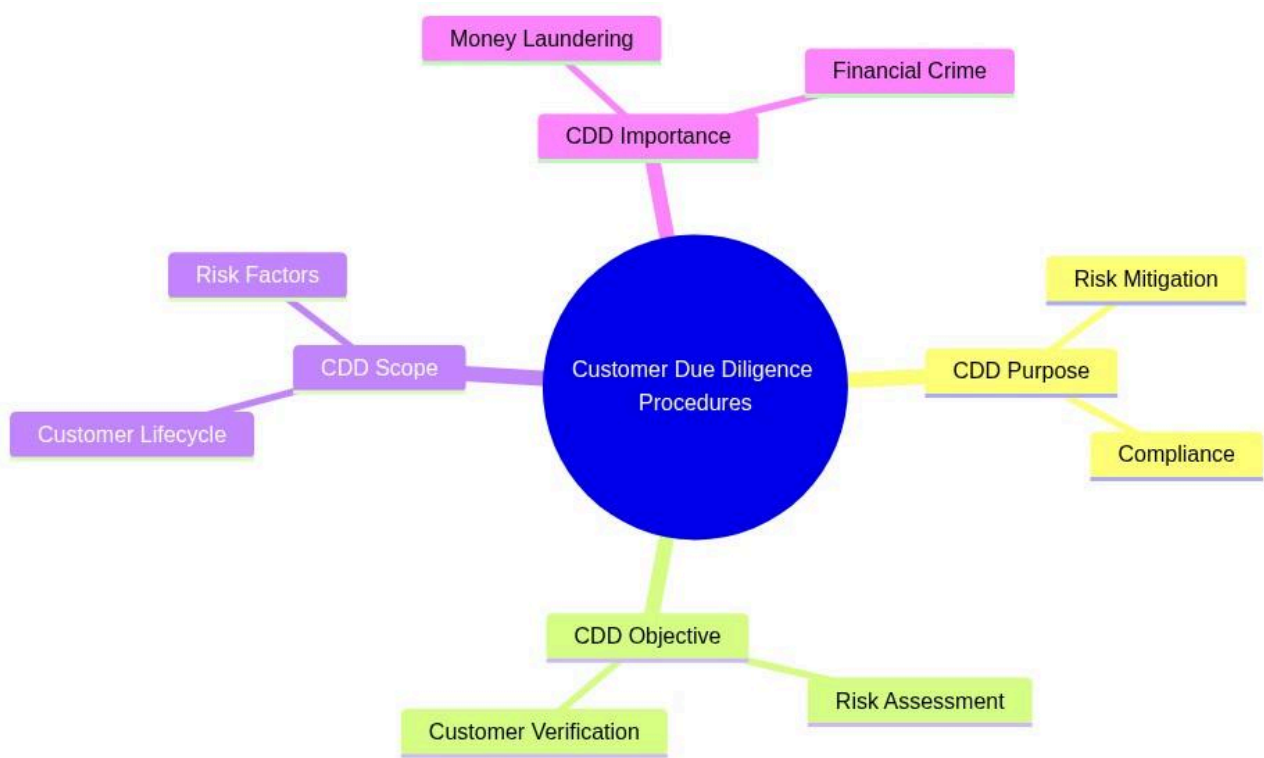 Money Laundering
Financial Crime
CDD Importance
Risk Factors
Risk Mitigation
CDD Scope
Customer Due Diligence
Procedures
CDD Purpose
Customer Lifecycle
Compliance
CDD Objective
Risk Assessment
Customer Verification